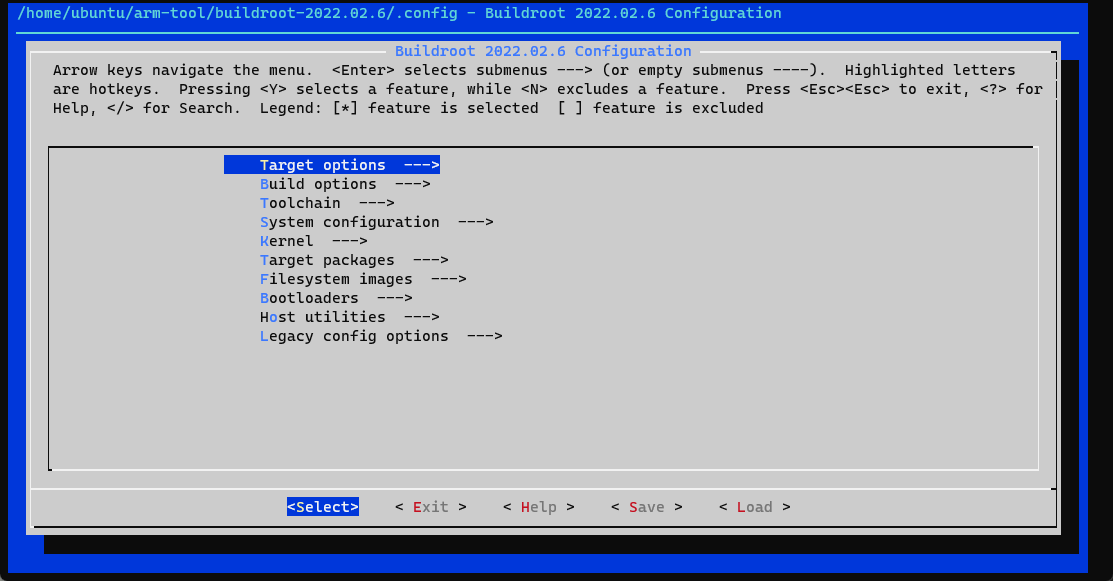 /home/ubuntu/arm-tool/buildroot-2022.02.6/.config - Buildroot 2022.02.6 Configuration
Buildroot 2022.02.6 Configuration
Arrow keys navigate the menu.  <Enter> selects submenus ---> (or empty submenus ----).  Highlighted letters
are hotkeys.  Pressing <Y> selects a feature, while <N> excludes a feature.  Press <Esc><Esc> to exit, <?> for
Help, </> for Search.  Legend: [*] feature is selected  [ ] feature is excluded
Target options  --->
Build options  --->
Toolchain  --->
System configuration  --->
Kernel  --->
Target packages  --->
Filesystem images  --->
Bootloaders  --->
Host utilities  --->
Legacy config options  --->
<Select>    < Exit >    < Help >    < Save >    < Load >